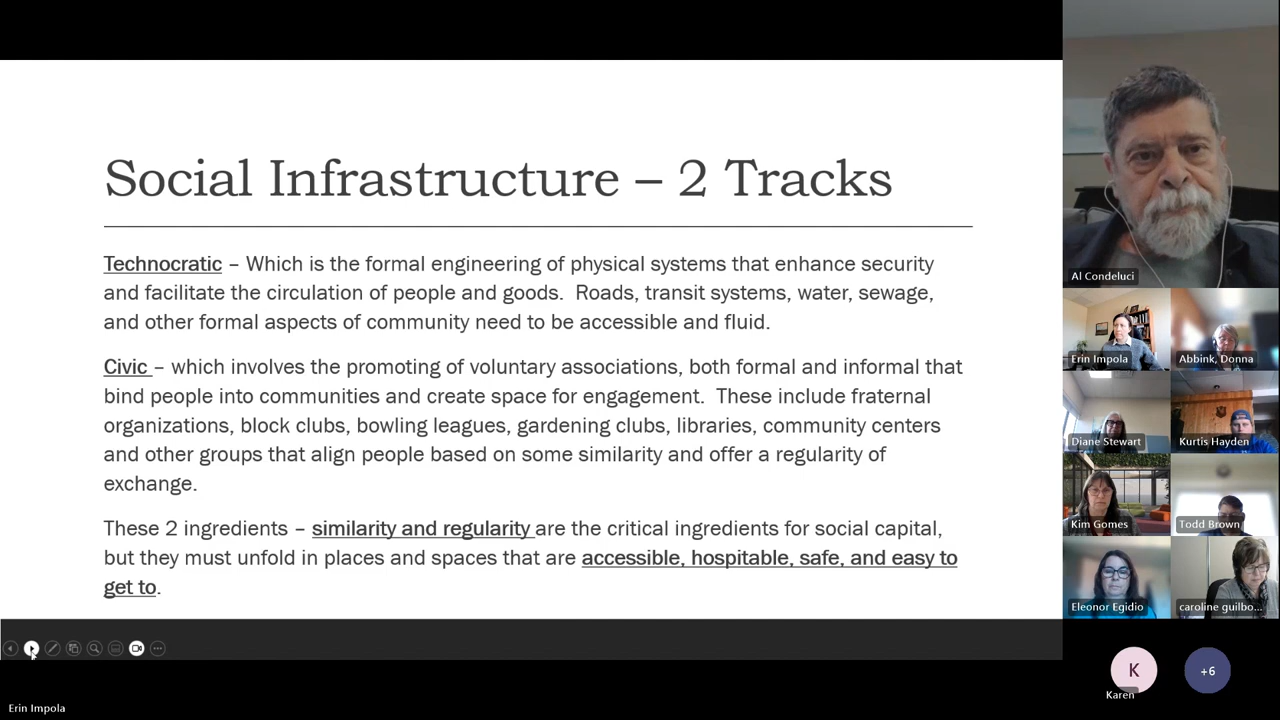 Social Infrastructure – 2 Tracks
Technocratic – Which is the formal engineering of physical systems that enhance security
and facilitate the circulation of people and goods.  Roads, transit systems, water, sewage,
and other formal aspects of community need to be accessible and fluid.
Civic – which involves the promoting of voluntary associations, both formal and informal that
bind people into communities and create space for engagement.  These include fraternal
organizations, block clubs, bowling leagues, gardening clubs, libraries, community centers
and other groups that align people based on some similarity and offer a regularity of
exchange.
These 2 ingredients – similarity and regularity are the critical ingredients for social capital,
but they must unfold in places and spaces that are accessible, hospitable, safe, and easy to
get to.
Al Condeluci
Erin Impola
Abbink, Donna
Diane Stewart
Kurtis Hayden
Kim Gomes
Todd Brown
Eleonor Egidio
caroline guilbo...
K
Karen
+6
Erin Impola